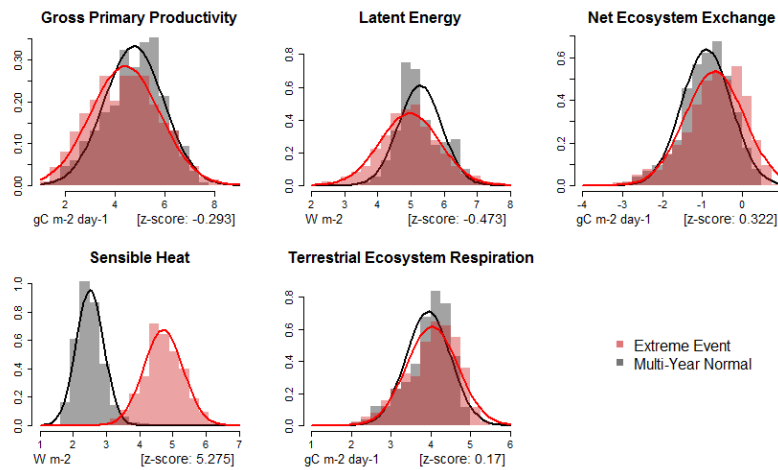 Gross Primary Productivity
0.00 0.10 0.20 0.30
2 4 6 8
gC m-2 day-1 [z-score: -0.293]
Latent Energy
0.0 0.2 0.4 0.6 0.8
2 3 4 5 6 7 8
W m-2 [z-score: -0.473]
Net Ecosystem Exchange
0.0 0.2 0.4 0.6
-4 -3 -2 -1 0
gC m-2 day-1 [z-score: 0.322]
Sensible Heat
0.0 0.2 0.4 0.6 0.8 1.0
1 2 3 4 5 6 7
W m-2 [z-score: 5.275]
Terrestrial Ecosystem Respiration
0.0 0.2 0.4 0.6 0.8
1 2 3 4 5 6
gC m-2 day-1 [z-score: 0.17]
Extreme Event
Multi-Year Normal